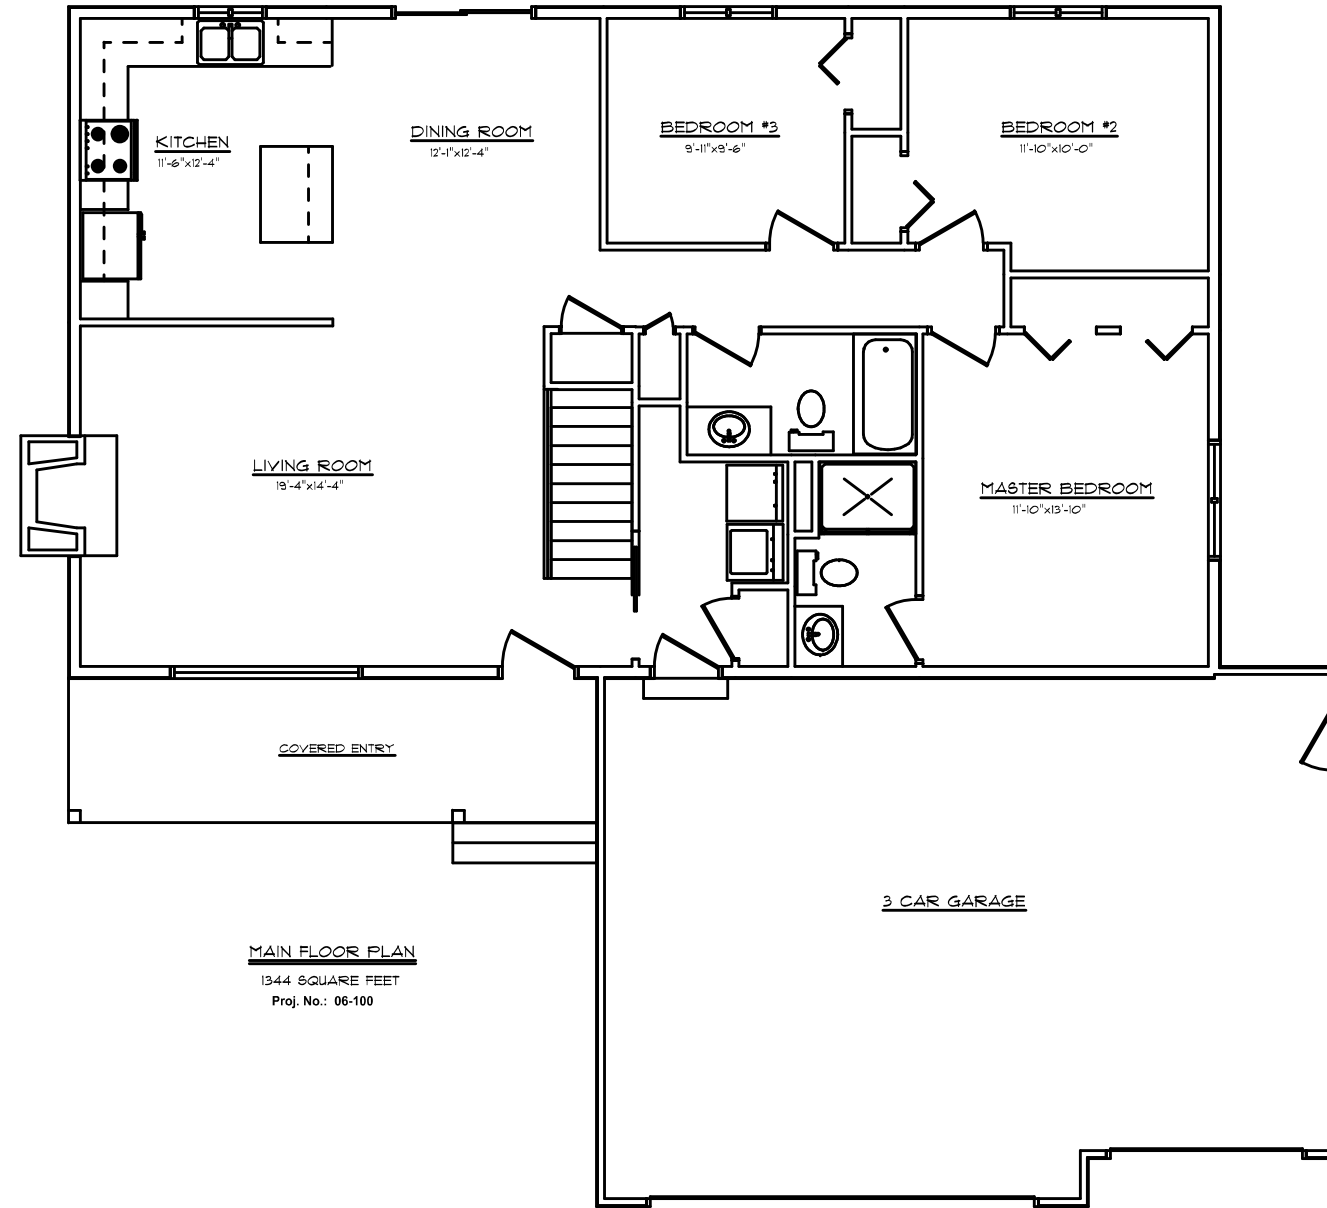 KITCHEN
11'-6"x12'-4"
DINING ROOM
12'-1"x12'-4"
BEDROOM #3
9'-11"x9'-6"
BEDROOM #2
11'-10"x10'-0"
LIVING ROOM
19'-4"x14'-4"
MASTER BEDROOM
11'-10"x13'-10"
COVERED ENTRY
3 CAR GARAGE
MAIN FLOOR PLAN
1344 SQUARE FEET
Proj. No.: 06-100